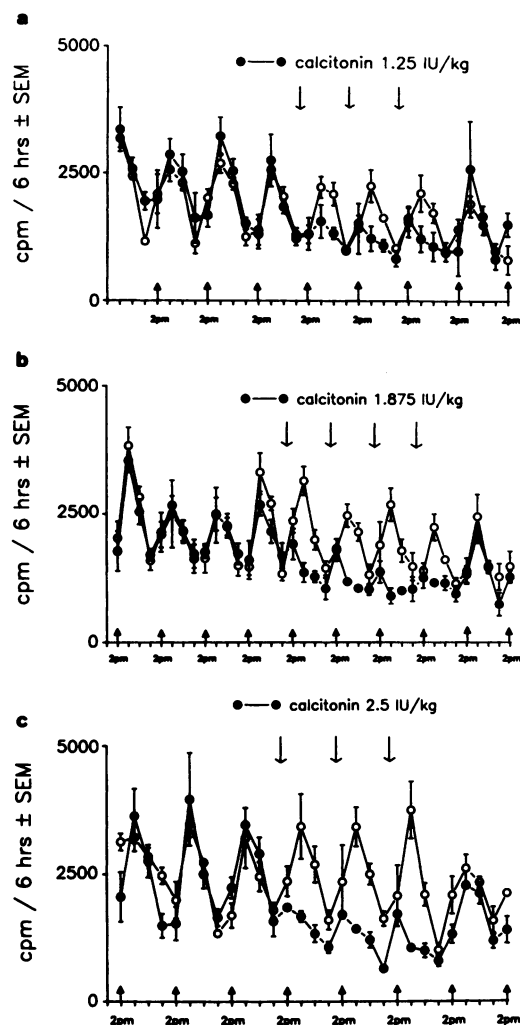 a
5000
calcitonin 1.25 IU/kg
2500
cpm / 6 hrs ± SEM
0
2pm 2pm 2pm 2pm 2pm 2pm 2pm 2pm
b
5000
calcitonin 1.875 IU/kg
2500
cpm / 6 hrs ± SEM
0
2pm 2pm 2pm 2pm 2pm 2pm 2pm 2pm 2pm 2pm
calcitonin 2.5 IU/kg
c
5000
2500
cpm / 6 hrs ± SEM
0
2pm 2pm 2pm 2pm 2pm 2pm 2pm 2pm